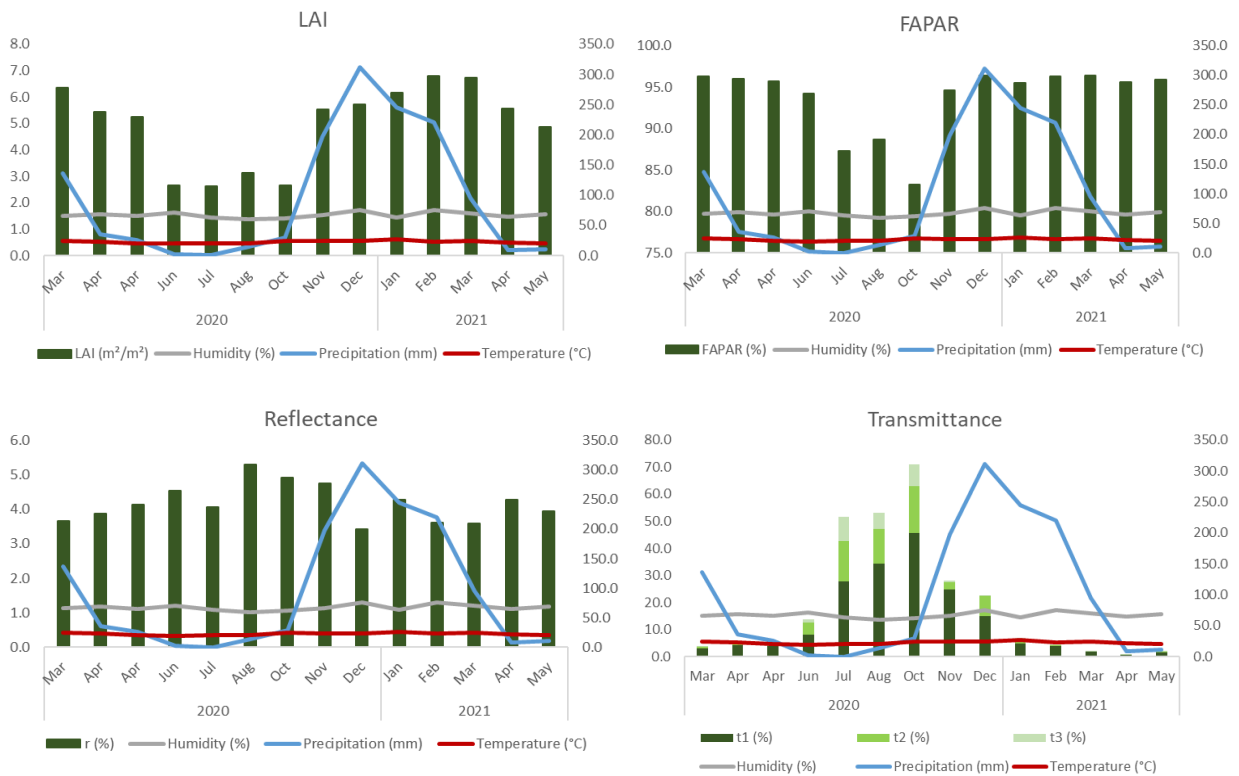 LAI
8.0 350.0
7.0 300.0
6.0 250.0
5.0 200.0
4.0
3.0 150.0
2.0 100.0
1.0 50.0
0.0 0.0
Mar Apr Apr Jun Jul Aug Oct Nov Dec Jan Feb Mar Apr May
2020 2021
LAI (m²/m²) Humidity (%) Precipitation (mm) Temperature (°C)
FAPAR
100.0 350.0
95.0 300.0
250.0
90.0 200.0
85.0 150.0
80.0 100.0
50.0
75.0 0.0
Mar Apr Apr Jun Jul Aug Oct Nov Dec Jan Feb Mar Apr May
2020 2021
FAPAR (%) Humidity (%) Precipitation (mm) Temperature (°C)
Reflectance
6.0 350.0
5.0 300.0
4.0 250.0
3.0 200.0
150.0
2.0 100.0
1.0 50.0
0.0 0.0
Mar Apr Apr Jun Jul Aug Oct Nov Dec Jan Feb Mar Apr May
2020 2021
r (%) Humidity (%) Precipitation (mm) Temperature (°C)
Transmittance
80.0 350.0
70.0 300.0
60.0 250.0
50.0 200.0
40.0
30.0 150.0
20.0 100.0
10.0 50.0
0.0 0.0
Mar Apr Apr Jun Jul Aug Oct Nov Dec Jan Feb Mar Apr May
2020 2021
t1 (%) t2 (%) t3 (%)
Humidity (%) Precipitation (mm) Temperature (°C)